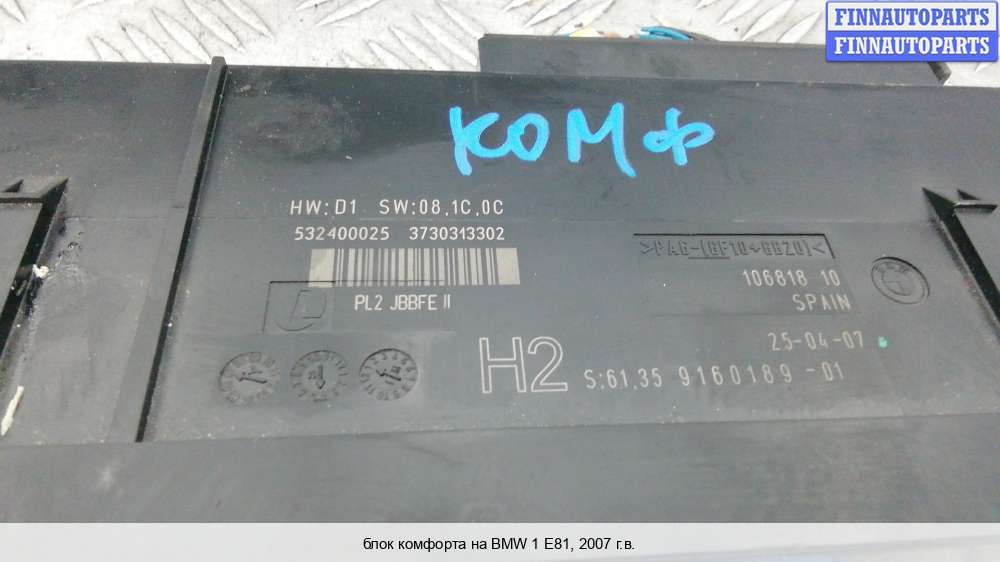 FINNAUTOPARTS
FINNAUTOPARTS
КОМФ
HW:D1 SW:08,1C,0C
532400025 3730313302
>PA6-(GF10+GB20)<
106818 10
PL2 JBBFE II
SPAIN
25-04-07
H2 S:61.35 9160189-01
блок комфорта на BMW 1 E81, 2007 г.в.